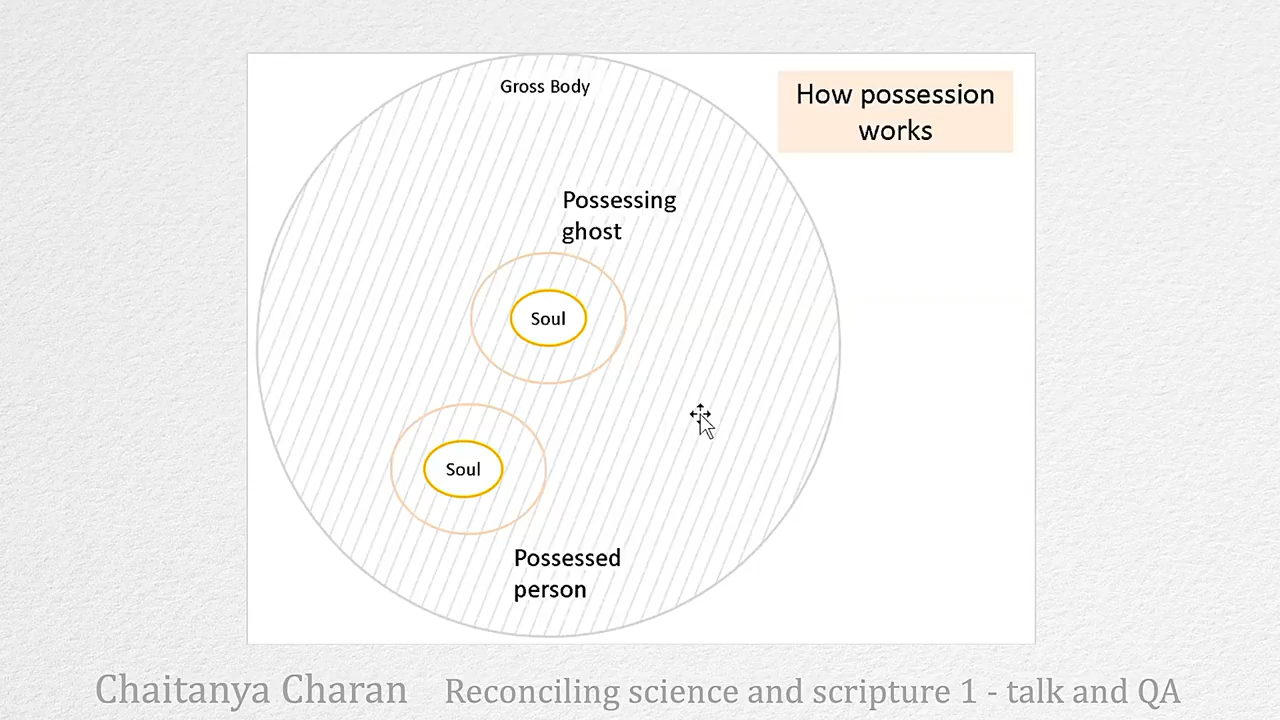 Gross Body
How possession
works
Possessing
ghost
Soul
Soul
Possessed
person
Chaitanya Charan Reconciling science and scripture 1 - talk and QA